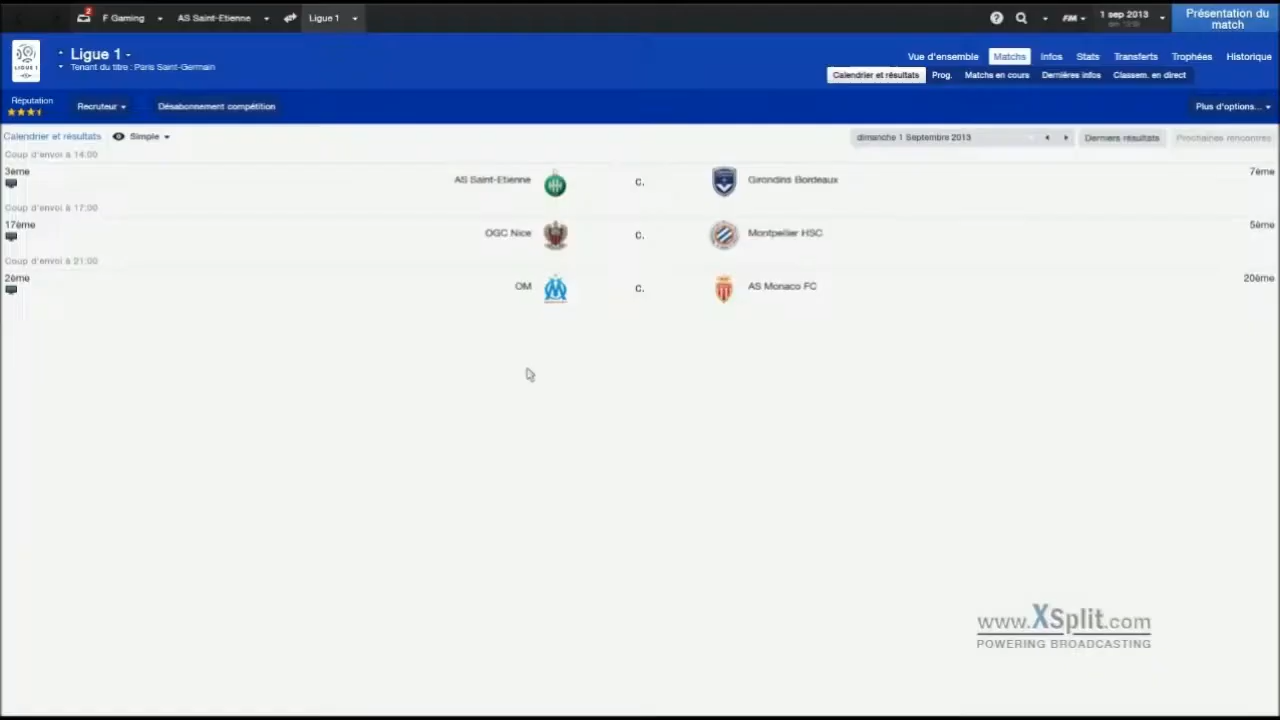 2
F Gaming
AS Saint-Etienne
Ligue 1
FM
1 sep 2013
Présentation du
match
LIGUE 1
Ligue 1 -
Tenant du titre : Paris Saint-Germain
Vue d'ensemble
Matchs
Infos
Stats
Transferts
Trophées
Historique
Calendrier et résultats
Prog.
Matchs en cours
Dernières infos
Classem. en direct
Réputation
Recruteur
Désabonnement compétition
Plus d'options...
Calendrier et résultats
Simple
dimanche 1 Septembre 2013
Derniers résultats
Prochaines rencontres
Coup d'envoi à 14:00
3ème
AS Saint-Etienne
c.
Girondins Bordeaux
7ème
Coup d'envoi à 17:00
17ème
OGC Nice
c.
Montpellier HSC
5ème
Coup d'envoi à 21:00
2ème
OM
c.
AS Monaco FC
20ème
www.XSplit.com
POWERING BROADCASTING